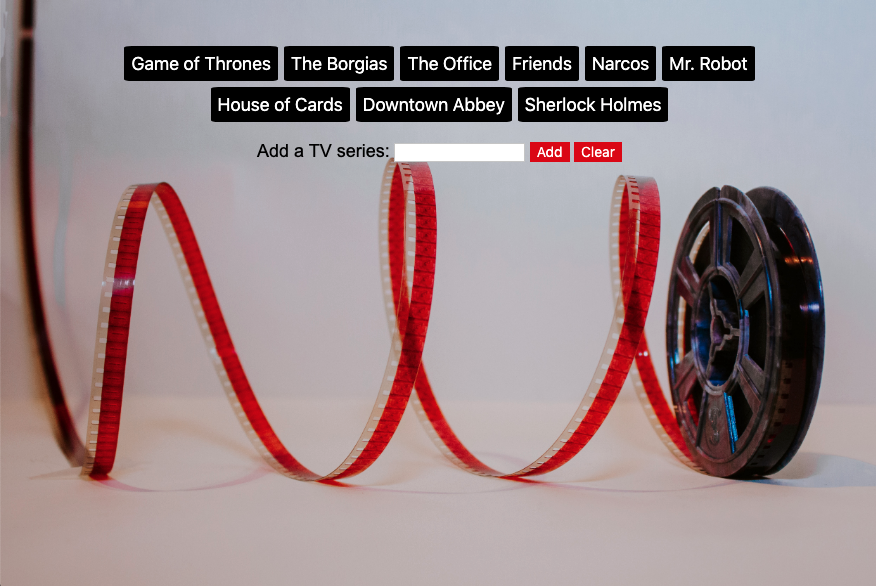 Game of Thrones The Borgias The Office Friends Narcos Mr. Robot
House of Cards Downtown Abbey Sherlock Holmes
Add a TV series: Add Clear